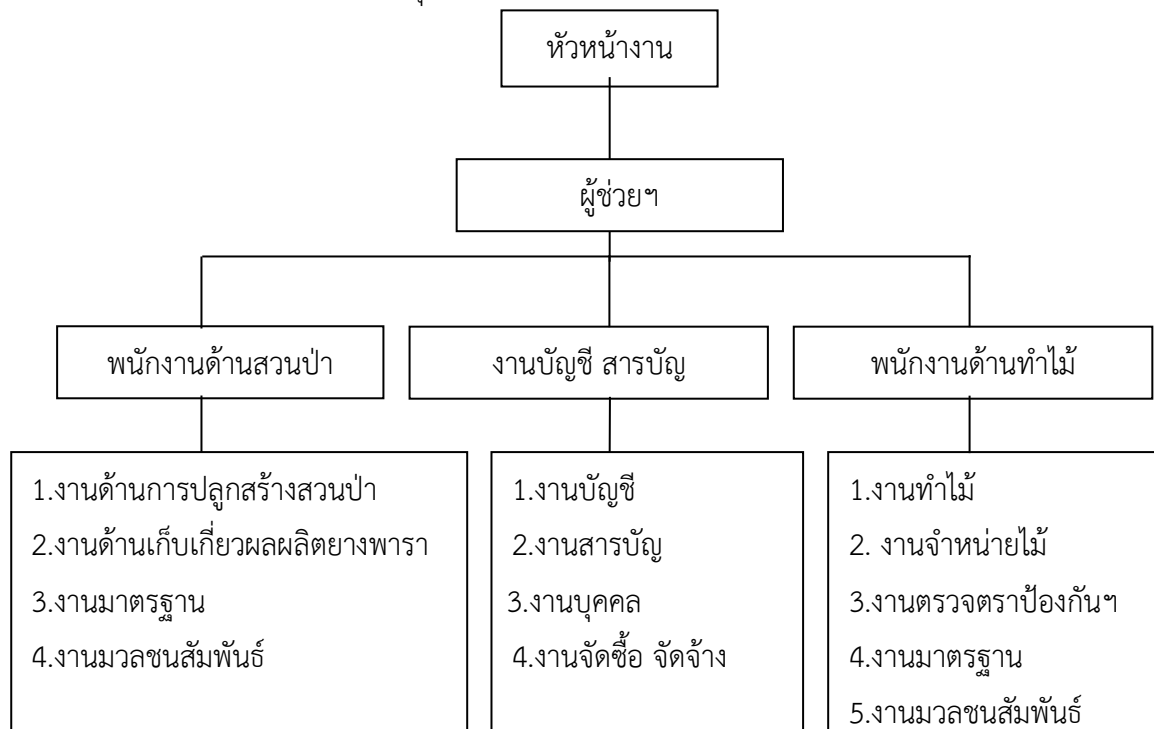 หัวหน้างาน
ผู้ช่วยฯ
พนักงานด้านสวนป่า
งานบัญชี สารบัญ
พนักงานด้านทำไม้
1.งานด้านการปลูกสร้างสวนป่า
2.งานด้านเก็บเกี่ยวผลผลิตยางพารา
3.งานมาตรฐาน
4.งานมวลชนสัมพันธ์
1.งานบัญชี
2.งานสารบัญ
3.งานบุคคล
4.งานจัดซื้อ จัดจ้าง
1.งานทำไม้
2. งานจำหน่ายไม้
3.งานตรวจตราป้องกันฯ
4.งานมาตรฐาน
5.งานมวลชนสัมพันธ์